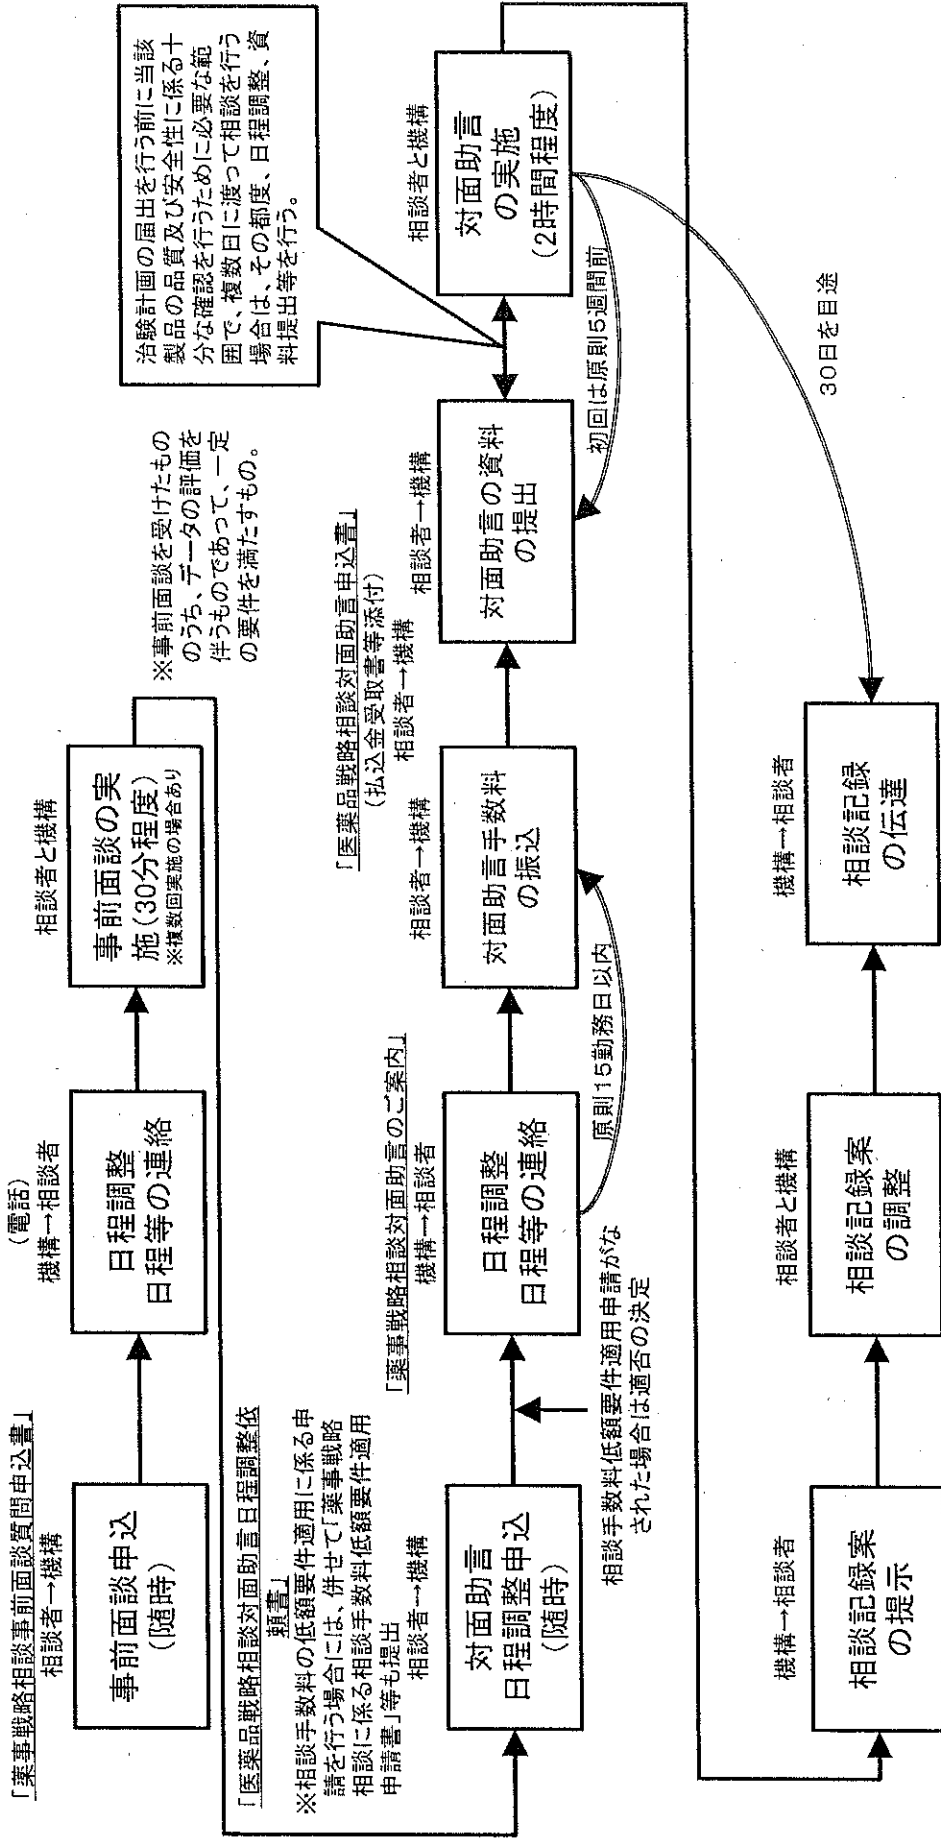 「薬事戦略相談事前面談質問申込書」
相談者→機構
事前面談申込
(随時)
(電話)
機構→相談者
日程調整
日程等の連絡
相談者と機構
事前面談の実
施(30分程度)
※複数回実施の場合あり
※事前面談を受けたもの
のうち、データの評価を
伴うものであって、一定
の要件を満たすもの。
「医薬品戦略相談対面助言日程調整依
頼書」
※相談手数料の低額要件適用に係る申
請を行う場合には、併せて「薬事戦略
相談に係る相談手数料低額要件適用
申請書」等も提出
相談者→機構
対面助言
日程調整申込
(随時)
相談手数料低額要件適用申請がな
された場合は適否の決定
「薬事戦略相談対面助言のご案内」
機構→相談者
日程調整
日程等の連絡
原則15勤務日以内
相談者→機構
対面助言手数料
の振込
「医薬品戦略相談対面助言申込書」
(払込金受取書等添付)
相談者→機構
相談者→機構
対面助言の資料
の提出
初回は原則5週間前
治験計画の届出を行う前に当該
製品の品質及び安全性に係る十
分な確認を行うために必要な範
囲で、複数日に渡って相談を行う
場合は、その都度、日程調整、資
料提出等を行う。
相談者と機構
対面助言
の実施
(2時間程度)
30日を目途
機構→相談者
相談記録案
の提示
相談者と機構
相談記録案
の調整
機構→相談者
相談記録
の伝達